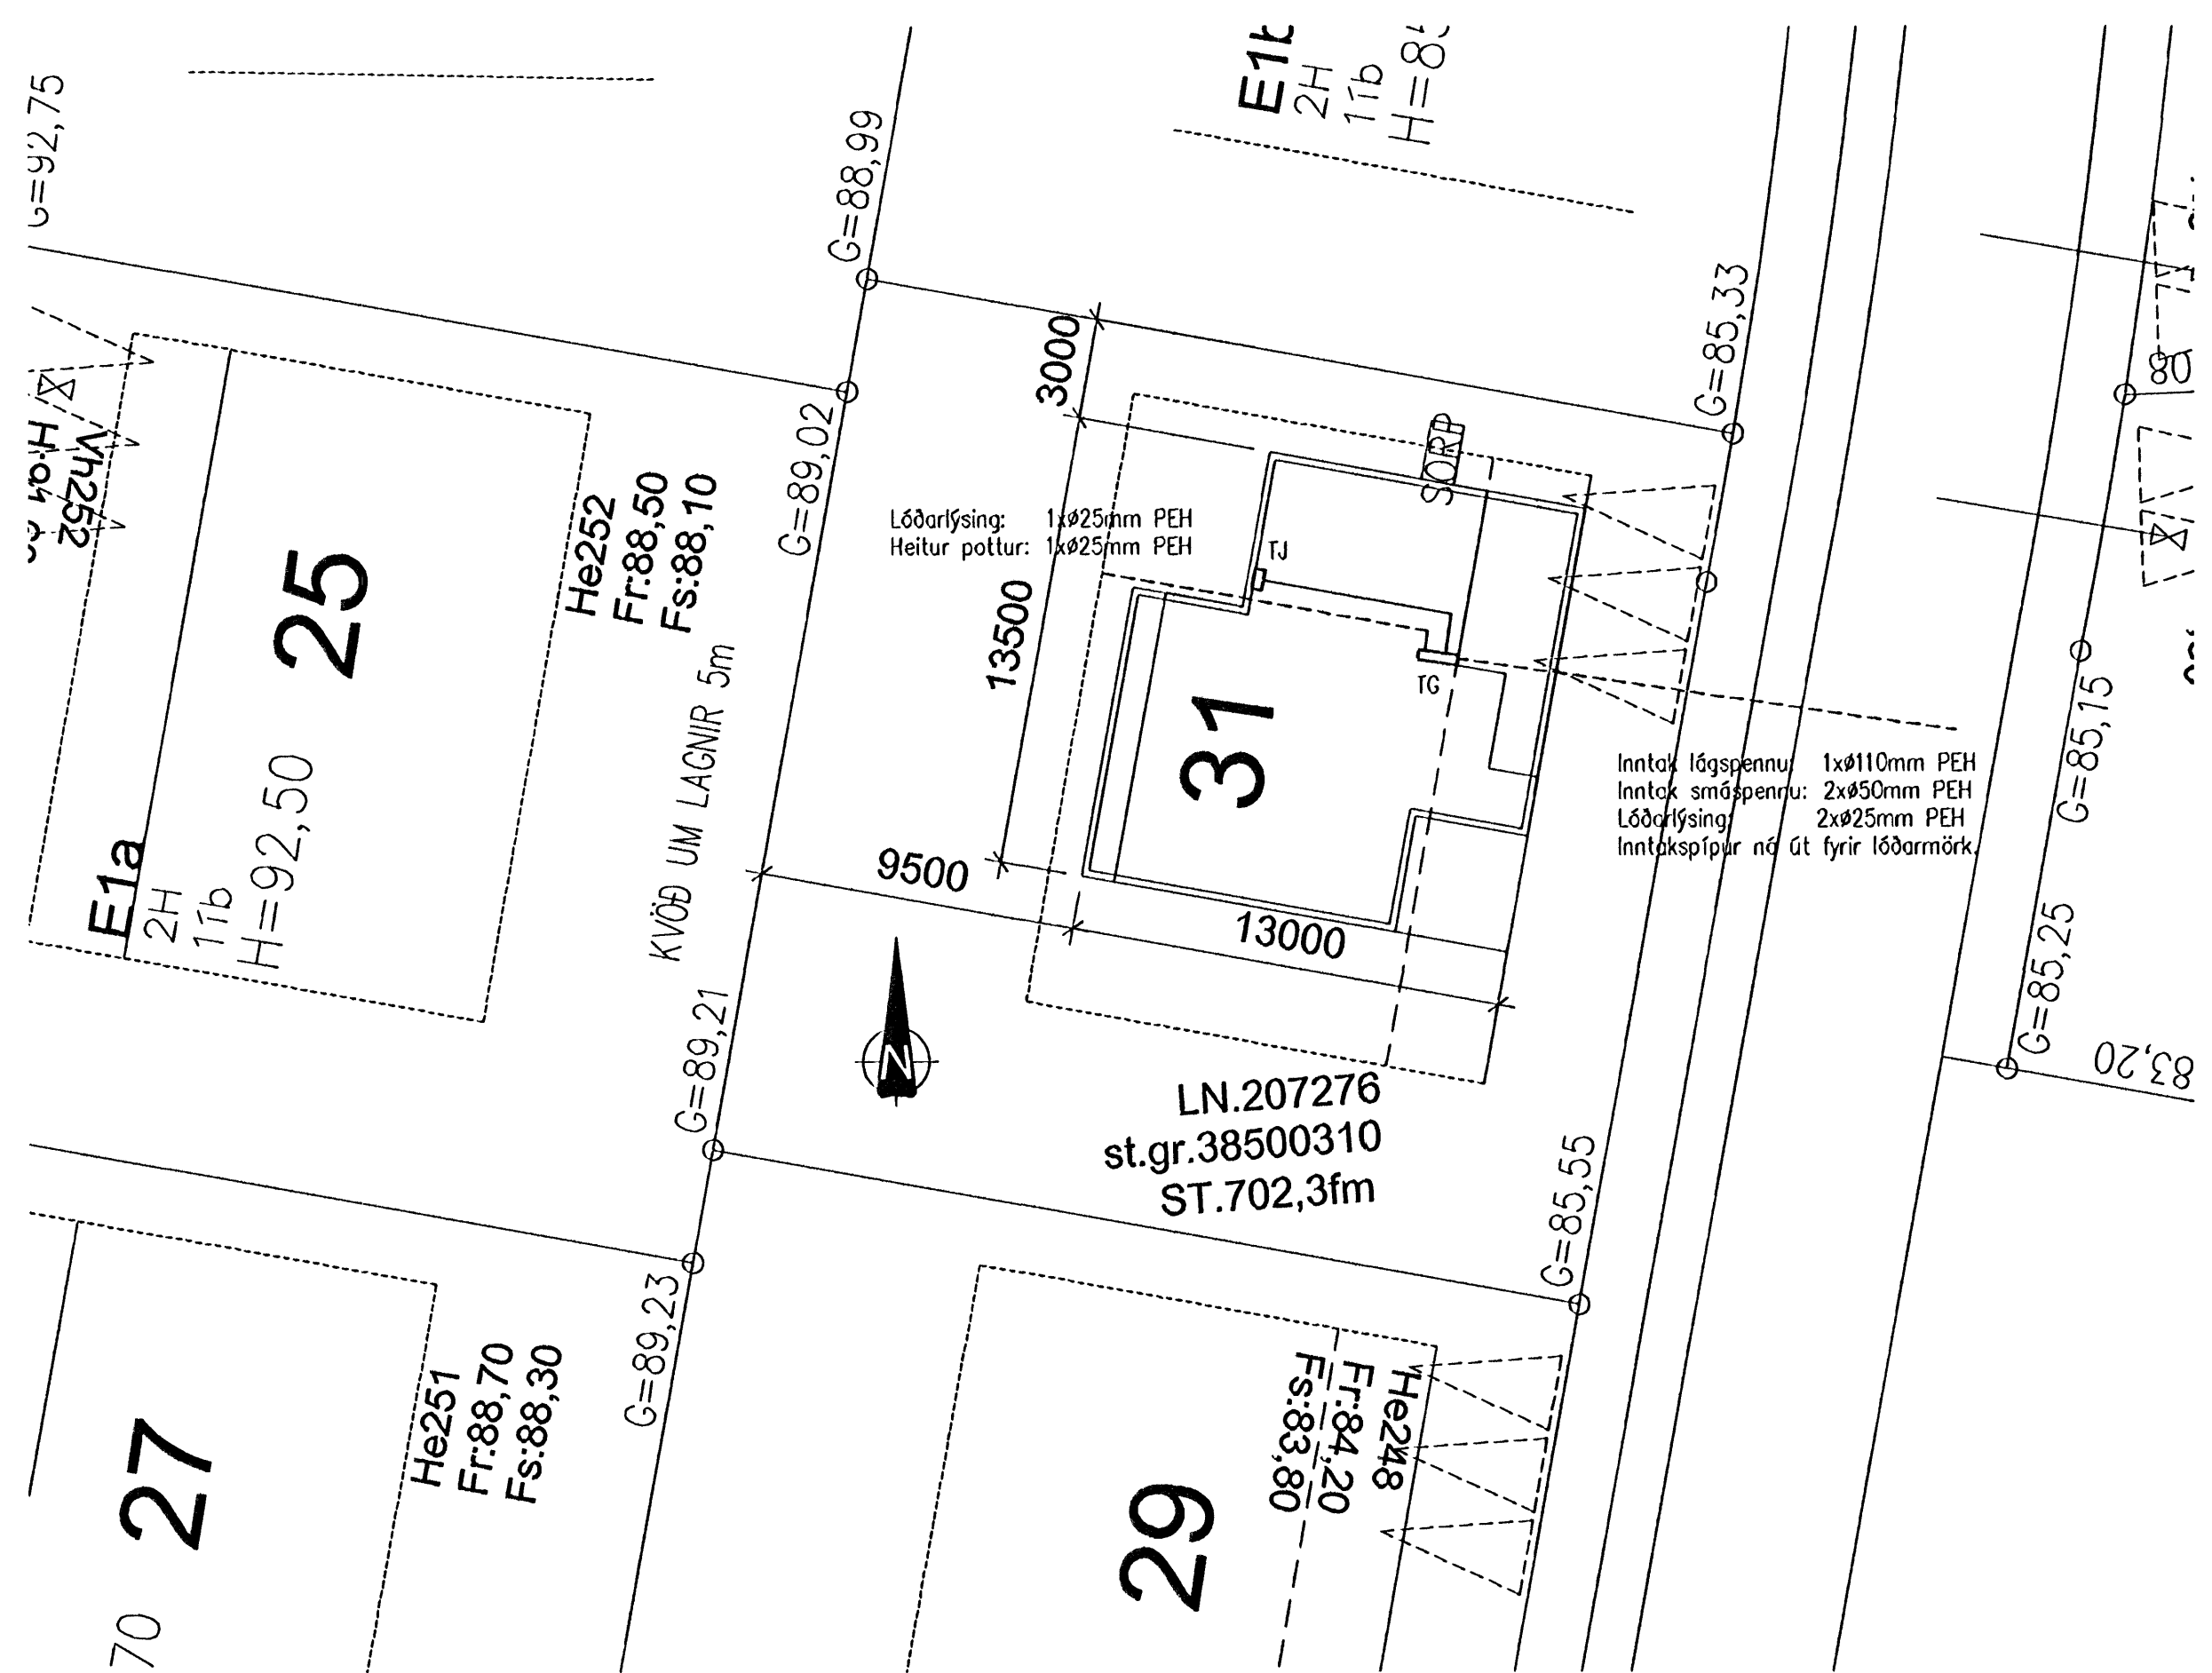 G=92,75
E1b
2H
1íb
G=88,99
G=85,33
3000
SORP
G=89,02
Vh252
25
He252
Fr:88,50
Fs:88,10
Lóðarlýsing: 1xø25mm PEH
Heitur pottur: 1xø25mm PEH
TJ
13500
TG
31
KVÖÐ UM LAGNIR 5m
Inntak lágspennu: 1xø110mm PEH
Inntak smáspennu: 2xø50mm PEH
Lóðarlýsing: 2xø25mm PEH
Inntakspípur ná út fyrir lóðarmörk.
G=85,15
E1a
2H
1íb
H=92,50
9500
13000
G=85,25
83,20
G=89,21
N
LN.207276
st.gr.38500310
ST.702,3fm
G=85,55
G=89,23
He251
Fr:88,70
Fs:88,30
27
70
He248
Fr:84,20
Fs:83,80
29